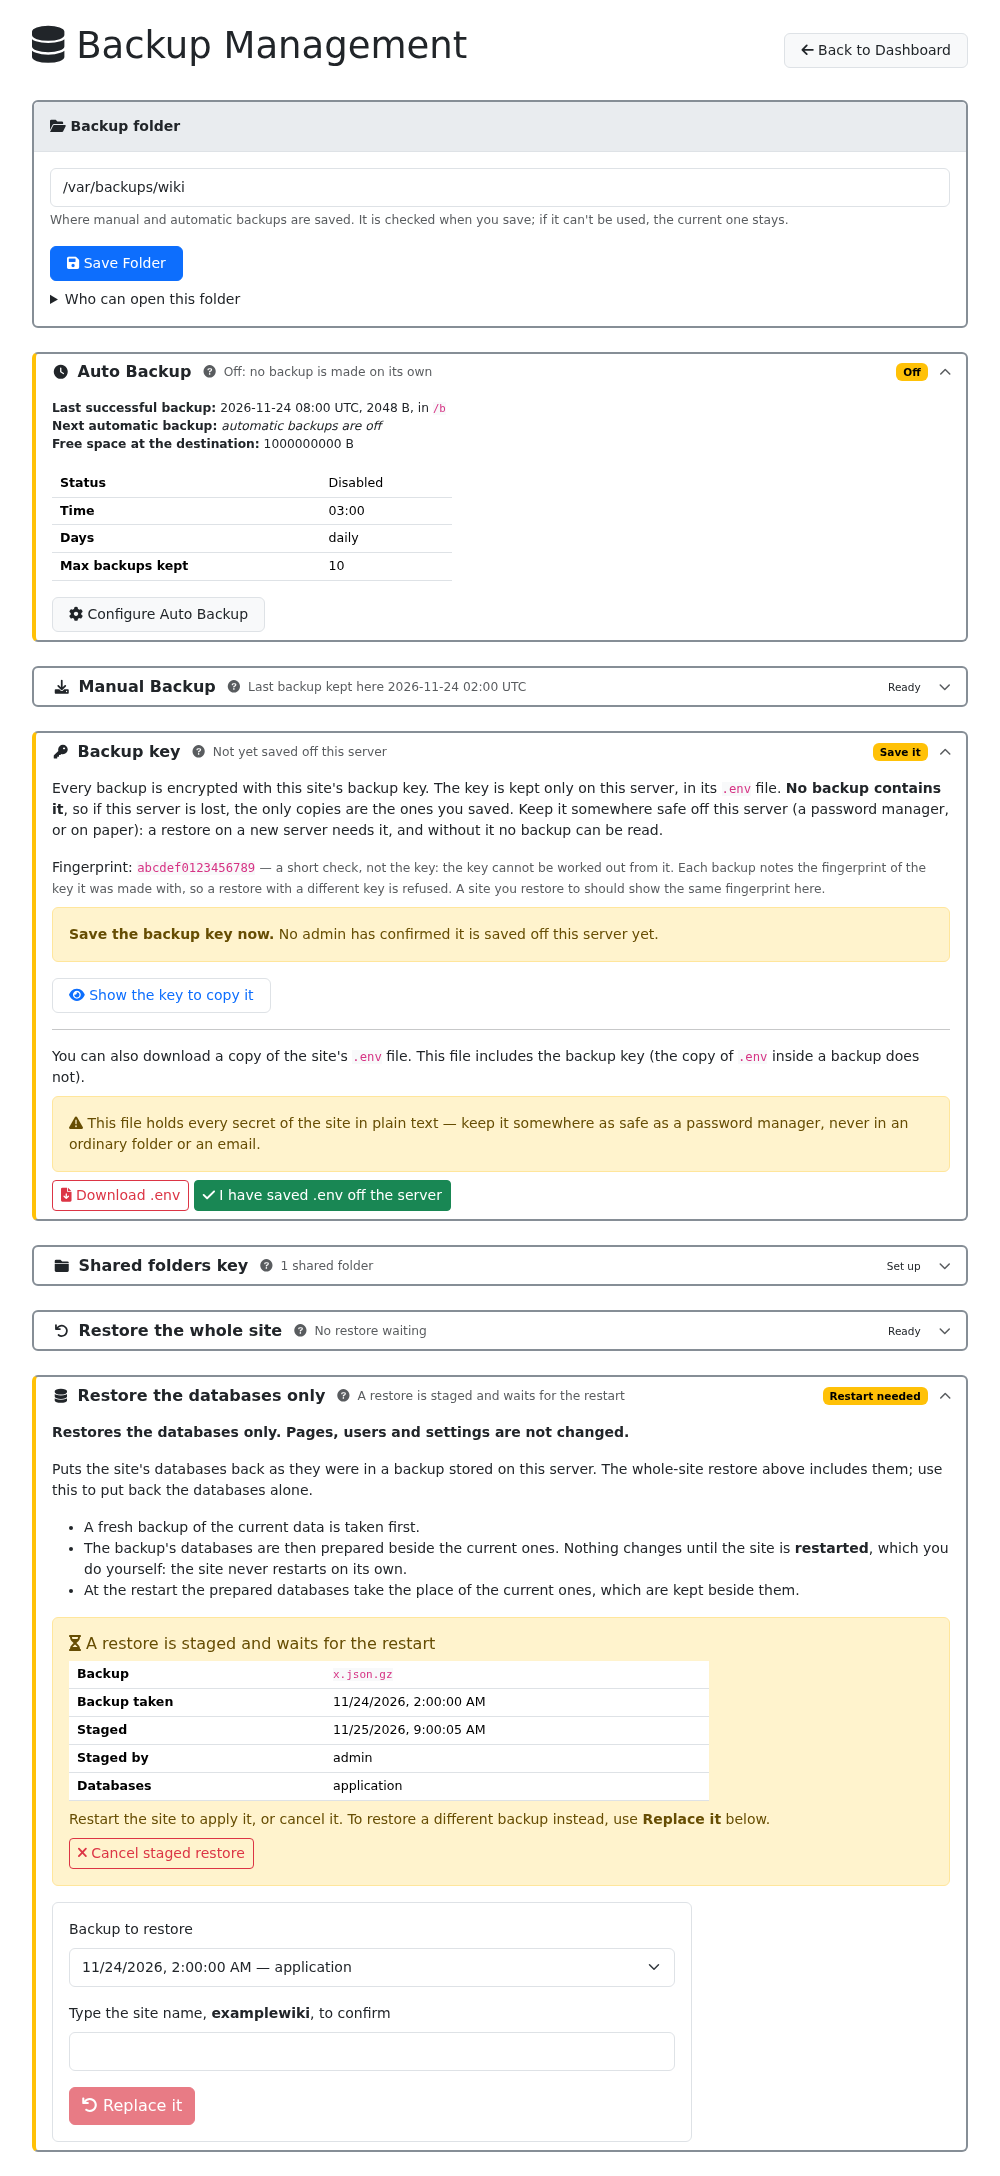 Backup Management
Back to Dashboard
Backup folder
/var/backups/wiki
Where manual and automatic backups are saved. It is checked when you save; if it can't be used, the current one stays.
Save Folder
Who can open this folder
Auto Backup Off: no backup is made on its own Off
Last successful backup: 2026-11-24 08:00 UTC, 2048 B, in /b
Next automatic backup: automatic backups are off
Free space at the destination: 1000000000 B
Status Disabled
Time 03:00
Days daily
Max backups kept 10
Configure Auto Backup
Manual Backup Last backup kept here 2026-11-24 02:00 UTC Ready
Backup key Not yet saved off this server Save it
Every backup is encrypted with this site's backup key. The key is kept only on this server, in its .env file. No backup contains
it, so if this server is lost, the only copies are the ones you saved. Keep it somewhere safe off this server (a password manager,
or on paper): a restore on a new server needs it, and without it no backup can be read.
Fingerprint: abcdef0123456789 — a short check, not the key: the key cannot be worked out from it. Each backup notes the fingerprint of the
key it was made with, so a restore with a different key is refused. A site you restore to should show the same fingerprint here.
Save the backup key now. No admin has confirmed it is saved off this server yet.
Show the key to copy it
You can also download a copy of the site's .env file. This file includes the backup key (the copy of .env inside a backup does
not).
This file holds every secret of the site in plain text — keep it somewhere as safe as a password manager, never in an
ordinary folder or an email.
Download .env
I have saved .env off the server
Shared folders key 1 shared folder Set up
Restore the whole site No restore waiting Ready
Restore the databases only A restore is staged and waits for the restart Restart needed
Restores the databases only. Pages, users and settings are not changed.
Puts the site's databases back as they were in a backup stored on this server. The whole-site restore above includes them; use
this to put back the databases alone.
• A fresh backup of the current data is taken first.
• The backup's databases are then prepared beside the current ones. Nothing changes until the site is restarted, which you
do yourself: the site never restarts on its own.
• At the restart the prepared databases take the place of the current ones, which are kept beside them.
A restore is staged and waits for the restart
Backup x.json.gz
Backup taken 11/24/2026, 2:00:00 AM
Staged 11/25/2026, 9:00:05 AM
Staged by admin
Databases application
Restart the site to apply it, or cancel it. To restore a different backup instead, use Replace it below.
Cancel staged restore
Backup to restore
11/24/2026, 2:00:00 AM — application
Type the site name, examplewiki, to confirm
Replace it